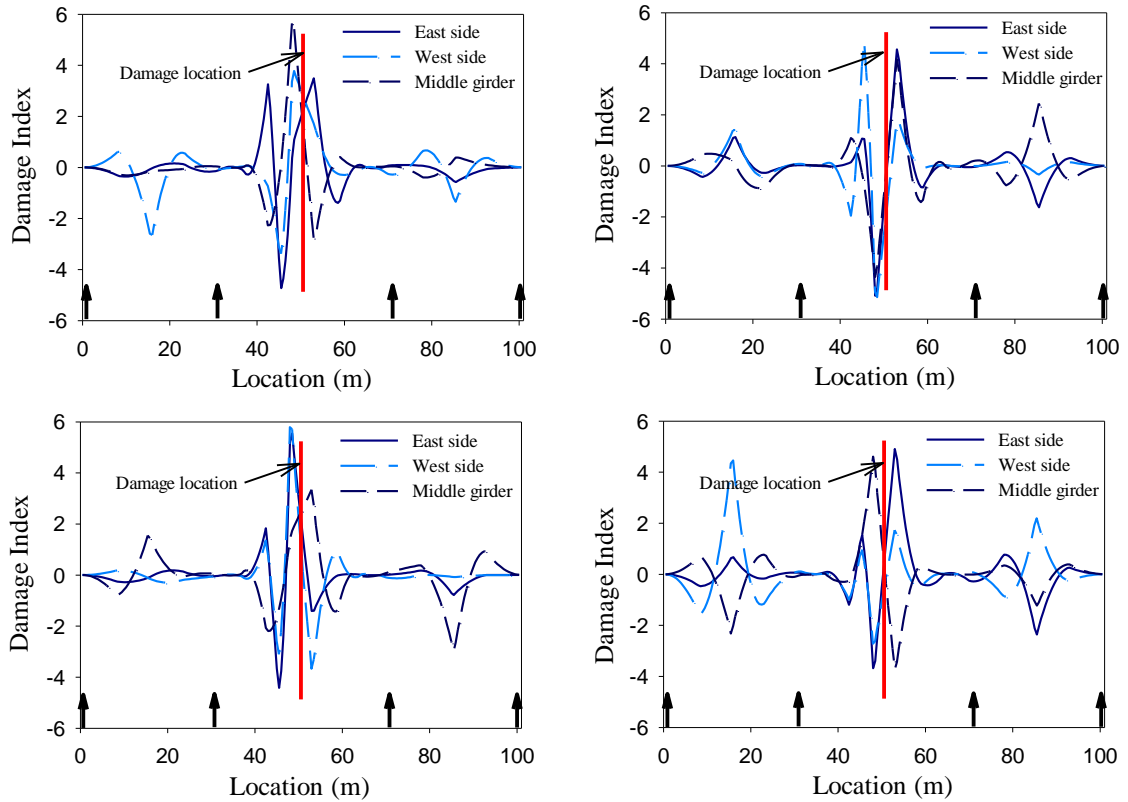 6
4
2
0
-2
-4
-6
Damage Index
Damage location
East side
West side
Middle girder
0 20 40 60 80 100
Location (m)
6
4
2
0
-2
-4
-6
Damage Index
Damage location
East side
West side
Middle girder
0 20 40 60 80 100
Location (m)
6
4
2
0
-2
-4
-6
Damage Index
Damage location
East side
West side
Middle girder
0 20 40 60 80 100
Location (m)
6
4
2
0
-2
-4
-6
Damage Index
Damage location
East side
West side
Middle girder
0 20 40 60 80 100
Location (m)